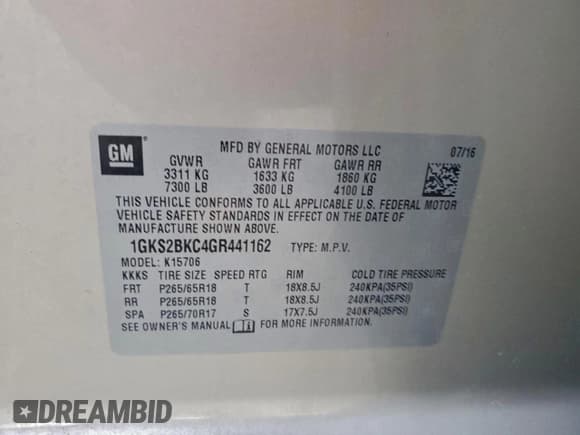 GM
MFD BY GENERAL MOTORS LLC 07/16
GVWR GAWR FRT GAWR RR
3311 KG 1633 KG 1860 KG
7300 LB 3600 LB 4100 LB
THIS VEHICLE CONFORMS TO ALL APPLICABLE U.S. FEDERAL MOTOR
VEHICLE SAFETY STANDARDS IN EFFECT ON THE DATE OF
MANUFACTURE SHOWN ABOVE.
1GKS2BKC4GR441162 TYPE: M.P.V.
MODEL: K15706
KKKS TIRE SIZE SPEED RTG RIM COLD TIRE PRESSURE
FRT P265/65R18 T 18X8.5J 240KPA(35PSI)
RR P265/65R18 T 18X8.5J 240KPA(35PSI)
SPA P265/70R17 S 17X7.5J 240KPA(35PSI)
SEE OWNER'S MANUAL FOR MORE INFORMATION.
DREAMBID